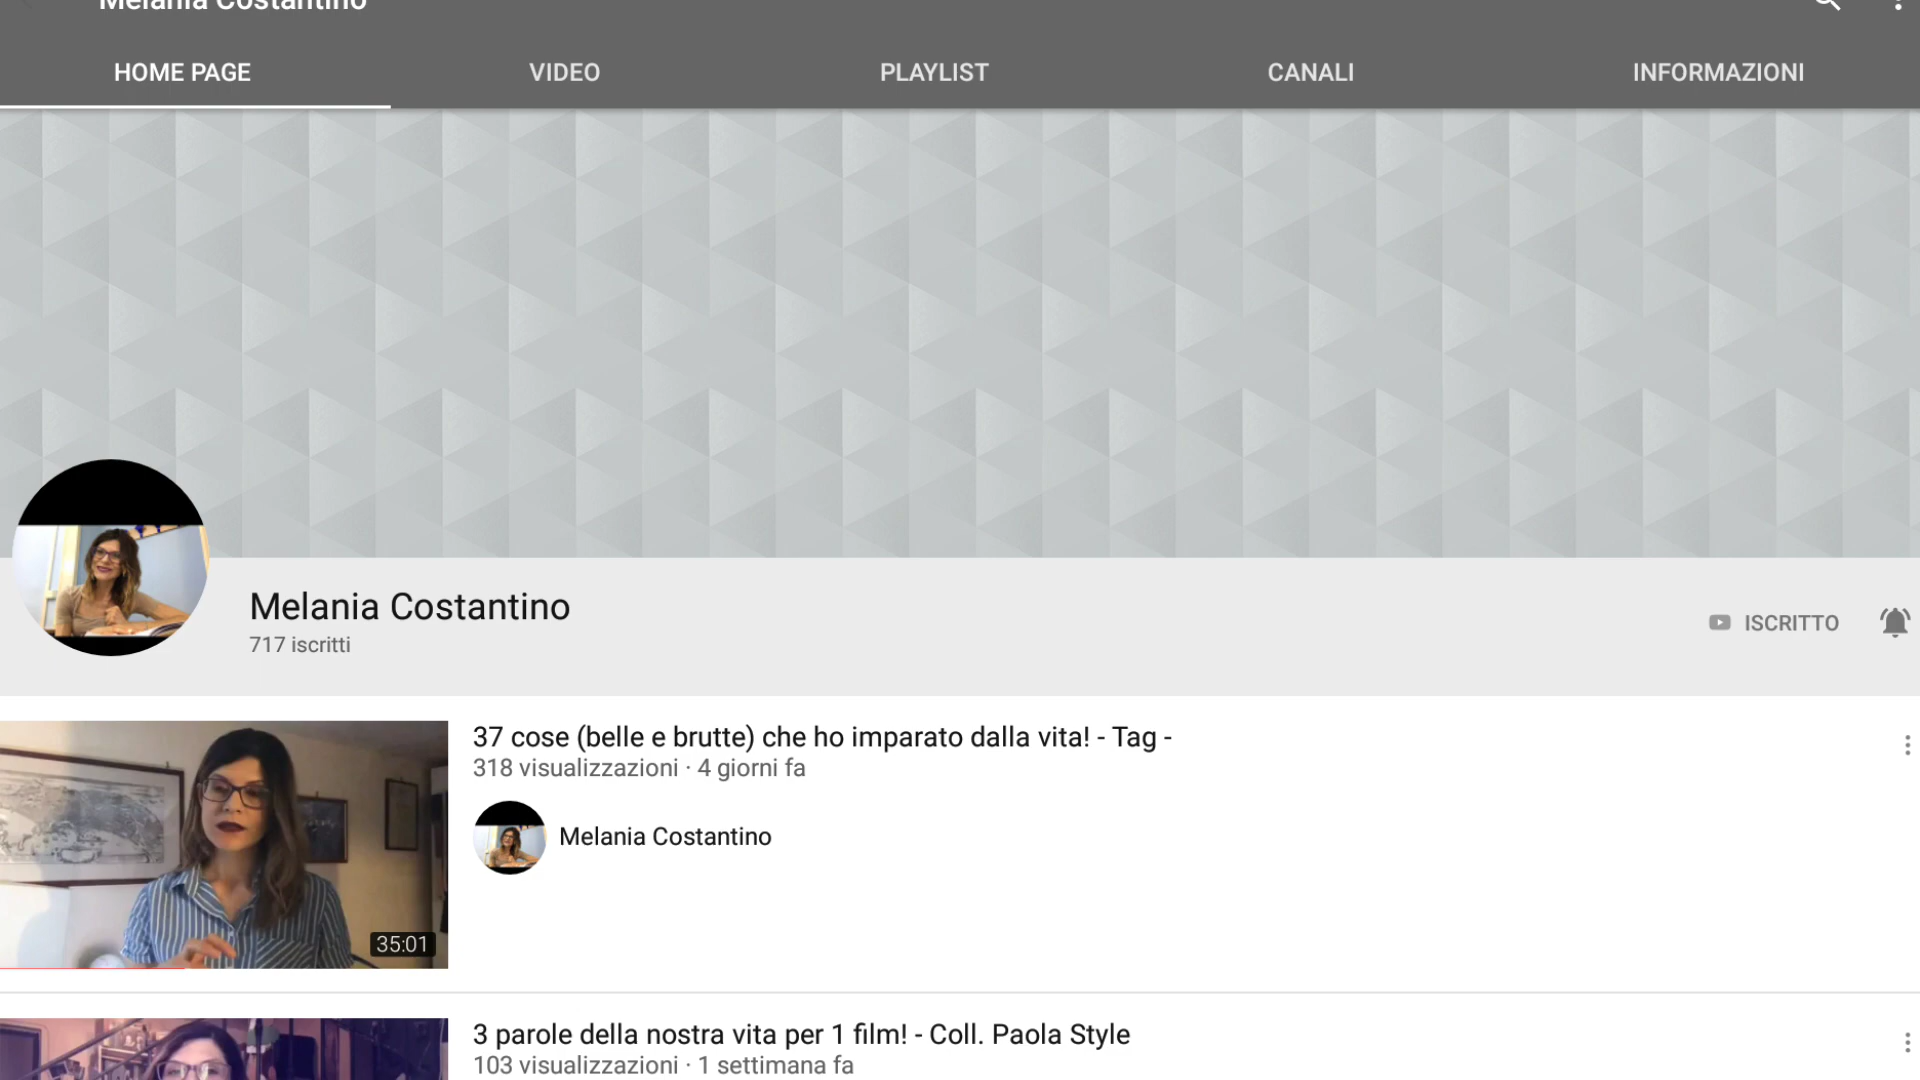 Melania Costantino
HOME PAGE
VIDEO
PLAYLIST
CANALI
INFORMAZIONI
Melania Costantino
717 iscritti
ISCRITTO
37 cose (belle e brutte) che ho imparato dalla vita! - Tag -
318 visualizzazioni · 4 giorni fa
Melania Costantino
35:01
3 parole della nostra vita per 1 film! - Coll. Paola Style
103 visualizzazioni · 1 settimana fa